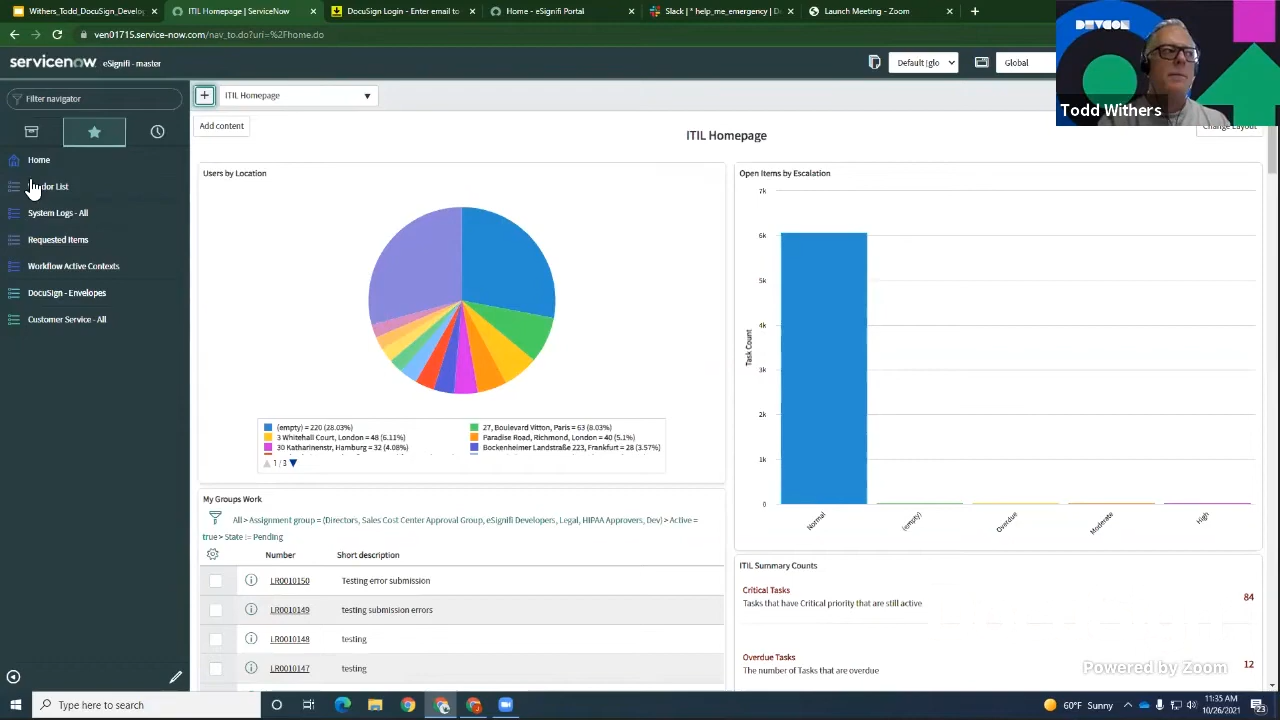 Withers_Todd_DocuSign_Develop
ITIL Homepage | ServiceNow
DocuSign - Enter email to
Home - eSignifi Portal
Slack | * help_me_emergency | D
Launch Meeting - Zoom
ven01715.service-now.com/nav_to.do?uri=%2Fhome.do
servicenow eSignifi - master
Default [glo
Global
Filter navigator
ITIL Homepage
Home
System Logs - All
Requested Items
Workflow Active Contexts
DocuSign - Envelopes
Customer Service - All
Add content
ITIL Homepage
Change Layout
Users by Location
(empty) = 220 (28.03%)
27, Boulevard Vitton, Paris = 63 (8.03%)
3 Whitehall Court, London = 48 (6.11%)
Paradise Road, Richmond, London = 40 (5.1%)
30 Katharinenstr, Hamburg = 32 (4.08%)
Bockenheimer Landstraße 223, Frankfurt = 28 (3.57%)
1 / 3
Open Items by Escalation
7k
6k
5k
4k
3k
2k
1k
0
Task Count
Normal
(empty)
Overdue
Moderate
High
My Groups Work
All > Assignment group = (Directors, Sales Cost Center Approval Group, eSignifi Developers, Legal, HIPAA Approvers, Dev) > Active =
true > State != Pending
Number Short description
LR0010150 Testing error submission
LR0010149 testing submission errors
LR0010148 testing
LR0010147 testing
ITIL Summary Counts
Critical Tasks
84
Tasks that have Critical priority that are still active
Overdue Tasks
12
The number of Tasks that are overdue
Powered by Zoom
DEVCON
Todd Withers
Type here to search
60°F Sunny
11:35 AM
10/26/2021
23